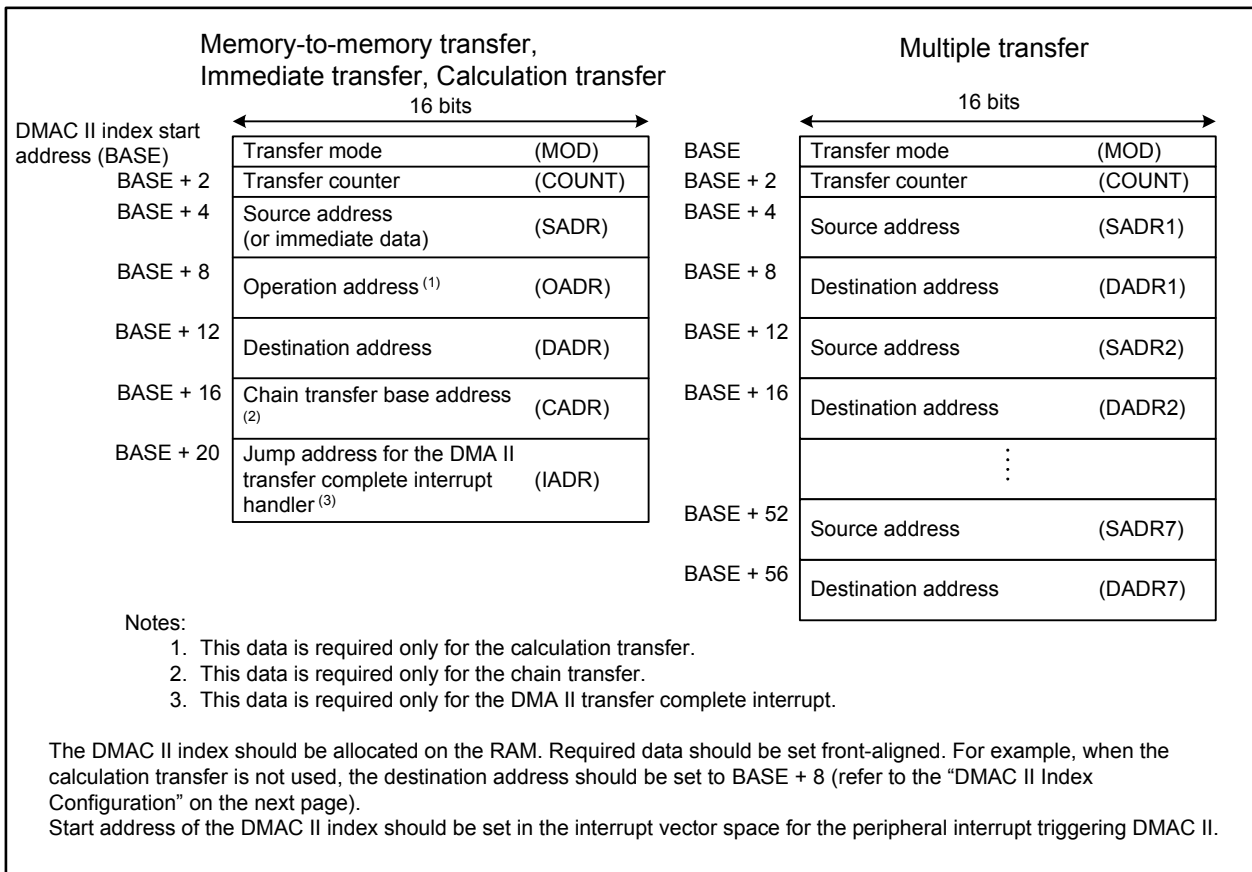 Memory-to-memory transfer,
Immediate transfer, Calculation transfer
16 bits
DMAC II index start
address (BASE)
Transfer mode (MOD)
BASE + 2 Transfer counter (COUNT)
BASE + 4 Source address
(or immediate data) (SADR)
BASE + 8 Operation address (1) (OADR)
BASE + 12 Destination address (DADR)
BASE + 16 Chain transfer base address
(2) (CADR)
BASE + 20 Jump address for the DMA II
transfer complete interrupt (IADR)
handler (3)
Multiple transfer
16 bits
BASE Transfer mode (MOD)
BASE + 2 Transfer counter (COUNT)
BASE + 4 Source address (SADR1)
BASE + 8 Destination address (DADR1)
BASE + 12 Source address (SADR2)
BASE + 16 Destination address (DADR2)
BASE + 52 Source address (SADR7)
BASE + 56 Destination address (DADR7)
Notes:
1. This data is required only for the calculation transfer.
2. This data is required only for the chain transfer.
3. This data is required only for the DMA II transfer complete interrupt.
The DMAC II index should be allocated on the RAM. Required data should be set front-aligned. For example, when the
calculation transfer is not used, the destination address should be set to BASE + 8 (refer to the “DMAC II Index
Configuration” on the next page).
Start address of the DMAC II index should be set in the interrupt vector space for the peripheral interrupt triggering DMAC II.